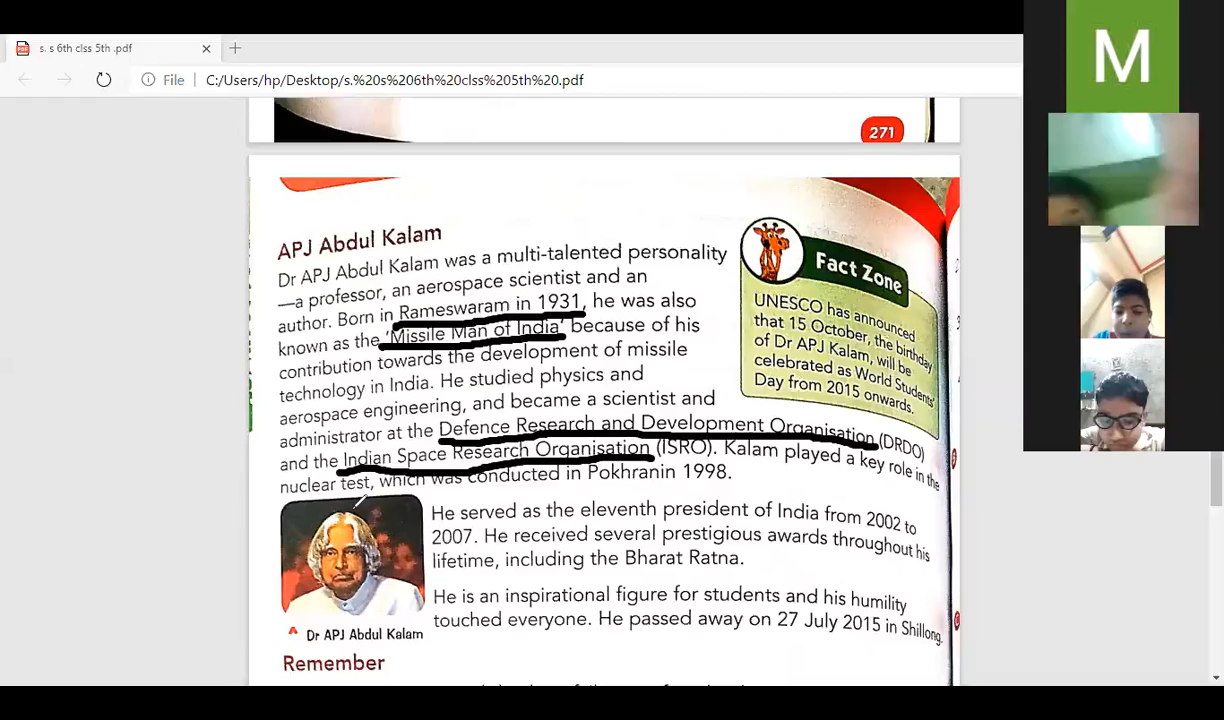 s. s 6th clss 5th .pdf
File
C:/Users/hp/Desktop/s.%20s%206th%20clss%205th%20.pdf
M
271
APJ Abdul Kalam
Dr APJ Abdul Kalam was a multi-talented personality
—a professor, an aerospace scientist and an
author. Born in Rameswaram in 1931, he was also
known as the 'Missile Man of India' because of his
contribution towards the development of missile
technology in India. He studied physics and
aerospace engineering, and became a scientist and
administrator at the Defence Research and Development Organisation (DRDO)
and the Indian Space Research Organisation (ISRO). Kalam played a key role in the
nuclear test, which was conducted in Pokhranin 1998.
Fact Zone
UNESCO has announced
that 15 October, the birthday
of Dr APJ Kalam, will be
celebrated as World Students'
Day from 2015 onwards.
He served as the eleventh president of India from 2002 to
2007. He received several prestigious awards throughout his
lifetime, including the Bharat Ratna.
He is an inspirational figure for students and his humility
touched everyone. He passed away on 27 July 2015 in Shillong.
Dr APJ Abdul Kalam
Remember